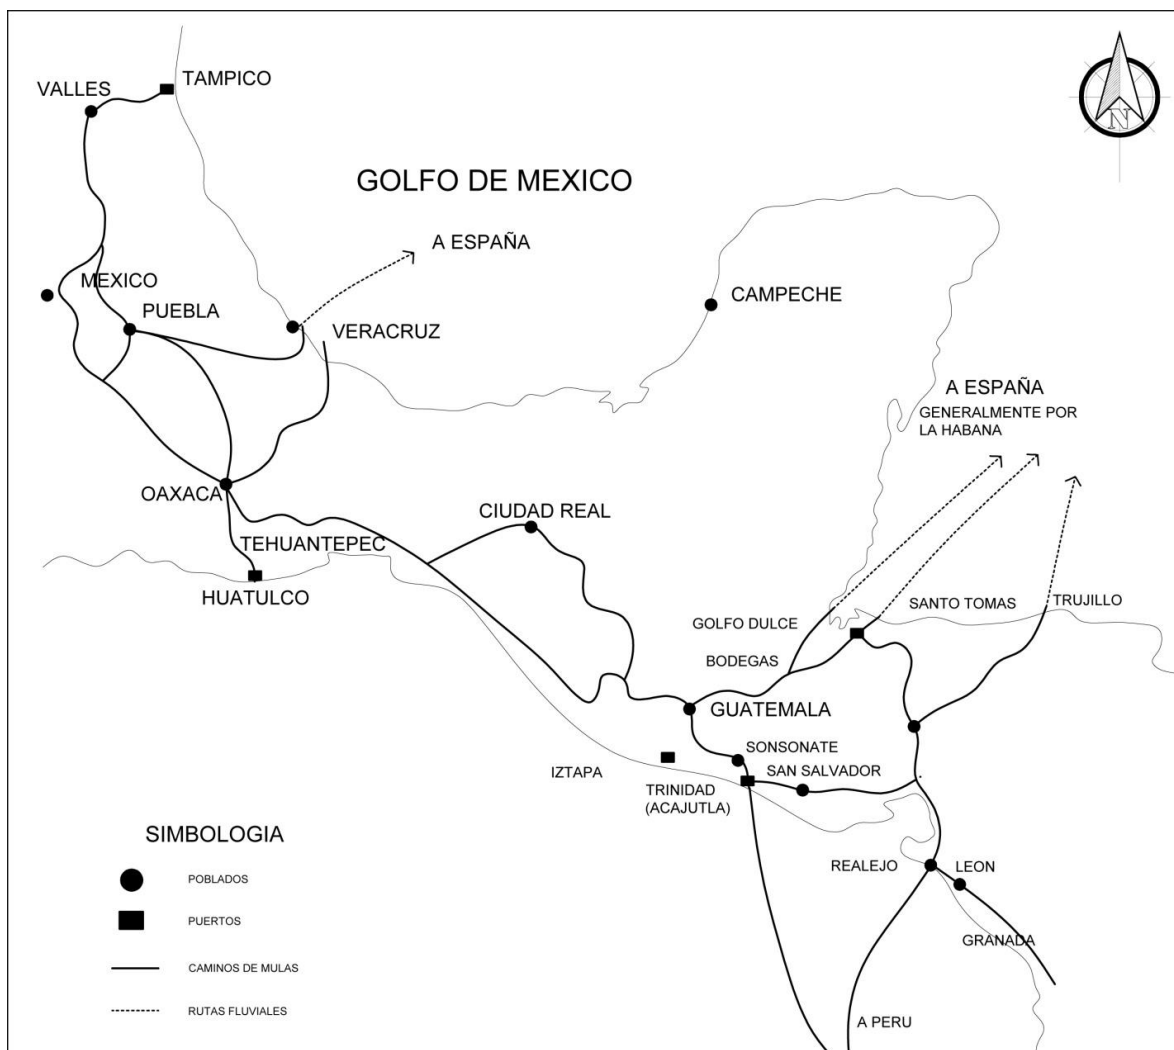 TAMPICO
VALLES
N
GOLFO DE MEXICO
A ESPAÑA
MEXICO
CAMPECHE
PUEBLA
VERACRUZ
A ESPAÑA
GENERALMENTE POR
LA HABANA
OAXACA
CIUDAD REAL
TEHUANTEPEC
HUATULCO
SANTO TOMAS
TRUJILLO
GOLFO DULCE
BODEGAS
GUATEMALA
SONSONATE
IZTAPA
SAN SALVADOR
TRINIDAD
(ACAJUTLA)
SIMBOLOGIA
REALEJO
LEON
POBLADOS
PUERTOS
GRANADA
CAMINOS DE MULAS
RUTAS FLUVIALES
A PERU